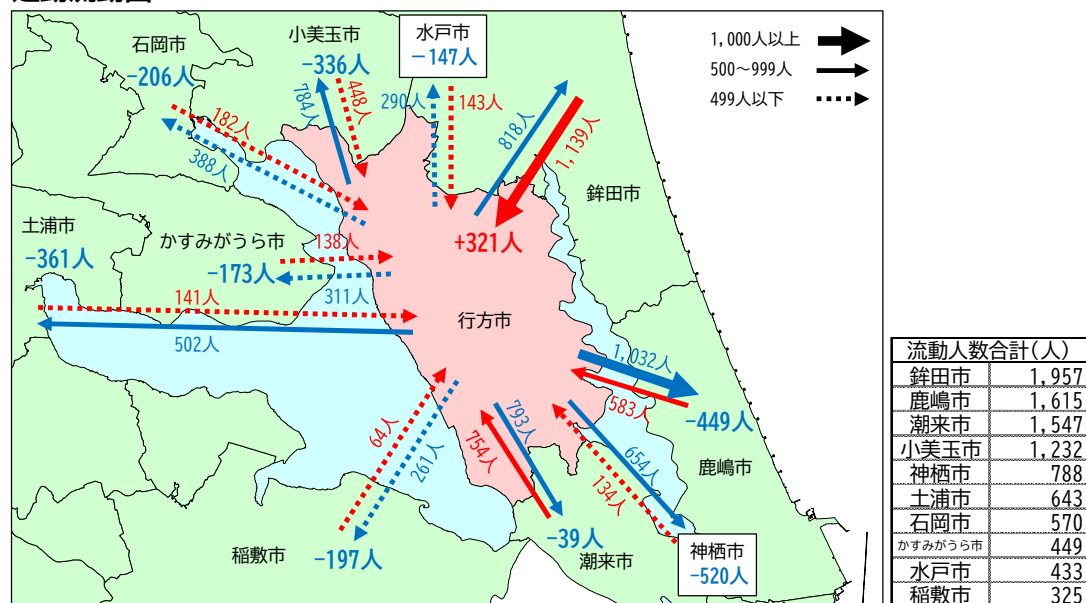 小美玉市
-336人
水戸市
-147人
石岡市
-206人
1,000人以上
500～999人
499人以下
784人
448人
290人
143人
818人
1,139人
182人
388人
鉾田市
+321人
土浦市
-361人
かすみがうら市
-173人
138人
311人
141人
502人
行方市
1,032人
583人
-449人
鹿嶋市
64人
261人
754人
793人
654人
134人
稲敷市
-197人
-39人
潮来市
神栖市
-520人
流動人数合計(人)
鉾田市 1,957
鹿嶋市 1,615
潮来市 1,547
小美玉市 1,232
神栖市 788
土浦市 643
石岡市 570
かすみがうら市 449
水戸市 433
稲敷市 325